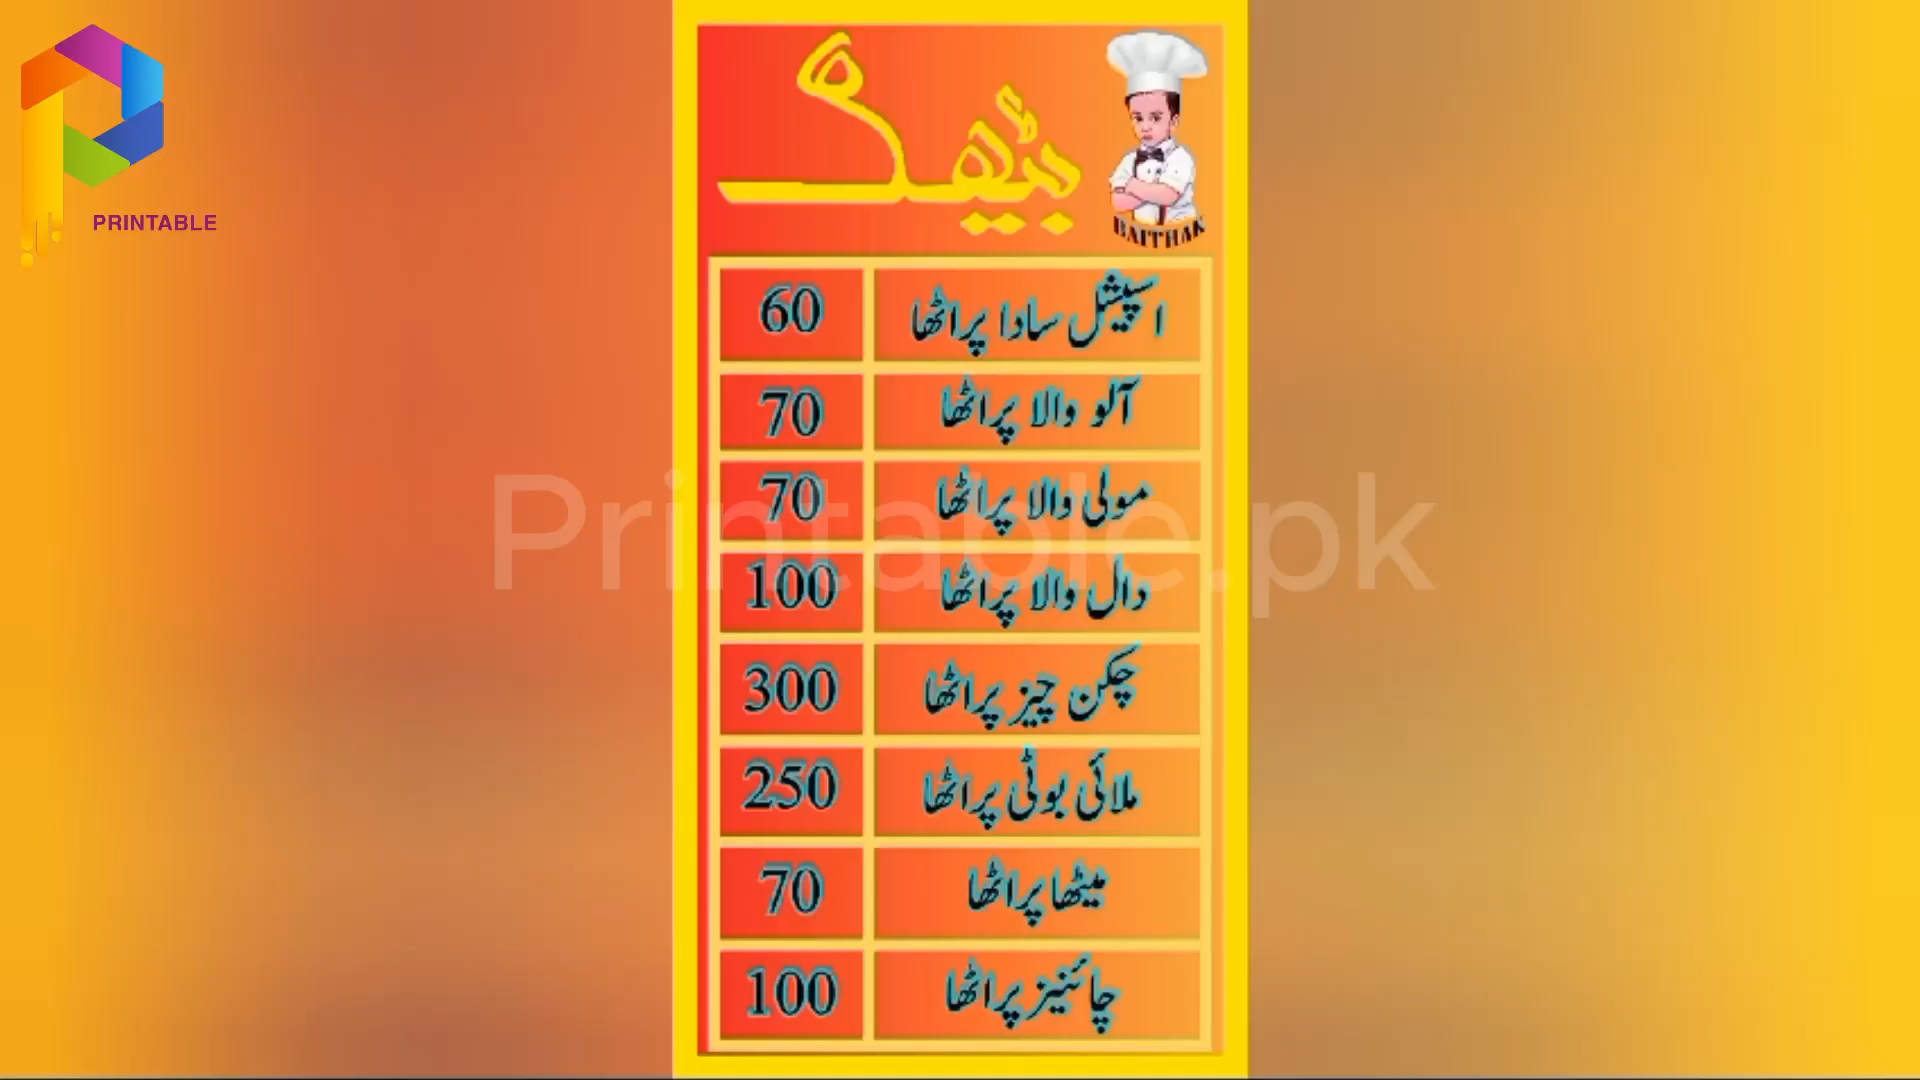 PRINTABLE
بیٹھک
BAITHAK
اسپیشل سادا پراٹھا 60
آلو والا پراٹھا 70
مولی والا پراٹھا 70
دال والا پراٹھا 100
چکن چیز پراٹھا 300
ملائی بوٹی پراٹھا 250
میٹھا پراٹھا 70
چائنیز پراٹھا 100
Printable.pk